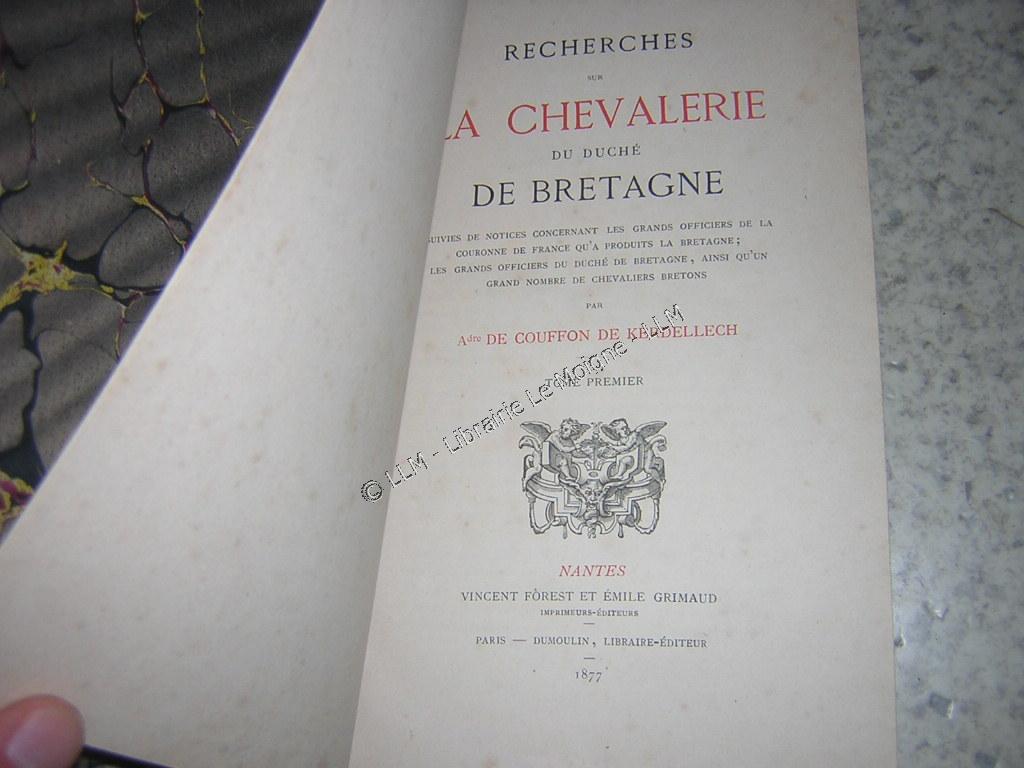 RECHERCHES
SUR
LA CHEVALERIE
DU DUCHÉ
DE BRETAGNE
SUIVIES DE NOTICES CONCERNANT LES GRANDS OFFICIERS DE LA
COURONNE DE FRANCE QU'A PRODUITS LA BRETAGNE;
LES GRANDS OFFICIERS DU DUCHÉ DE BRETAGNE, AINSI QU'UN
GRAND NOMBRE DE CHEVALIERS BRETONS
PAR
Adre DE COUFFON DE KERDELLECH
TOME PREMIER
© LLM - Librairie Le Moigne - LLM
NANTES
VINCENT FOREST ET ÉMILE GRIMAUD
IMPRIMEURS-ÉDITEURS
PARIS — DUMOULIN, LIBRAIRE-ÉDITEUR
1877